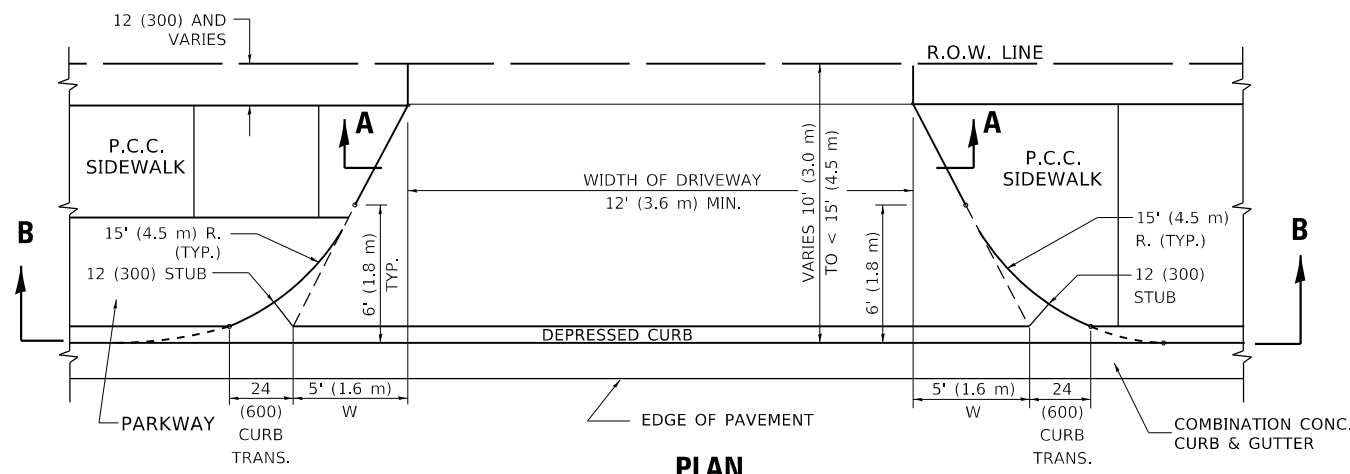 12 (300) AND
VARIES
R.O.W. LINE
A
A
P.C.C.
SIDEWALK
P.C.C.
SIDEWALK
WIDTH OF DRIVEWAY
12' (3.6 m) MIN.
VARIES 10' (3.0 m)
TO < 15' (4.5 m)
B
B
15' (4.5 m) R.
(TYP.)
12 (300) STUB
6' (1.8 m)
TYP.
6' (1.8 m)
15' (4.5 m)
R. (TYP.)
12 (300)
STUB
DEPRESSED CURB
24
(600)
CURB
TRANS.
5' (1.6 m)
W
5' (1.6 m)
W
24
(600)
CURB
TRANS.
PARKWAY
EDGE OF PAVEMENT
COMBINATION CONC.
CURB & GUTTER
PLAN